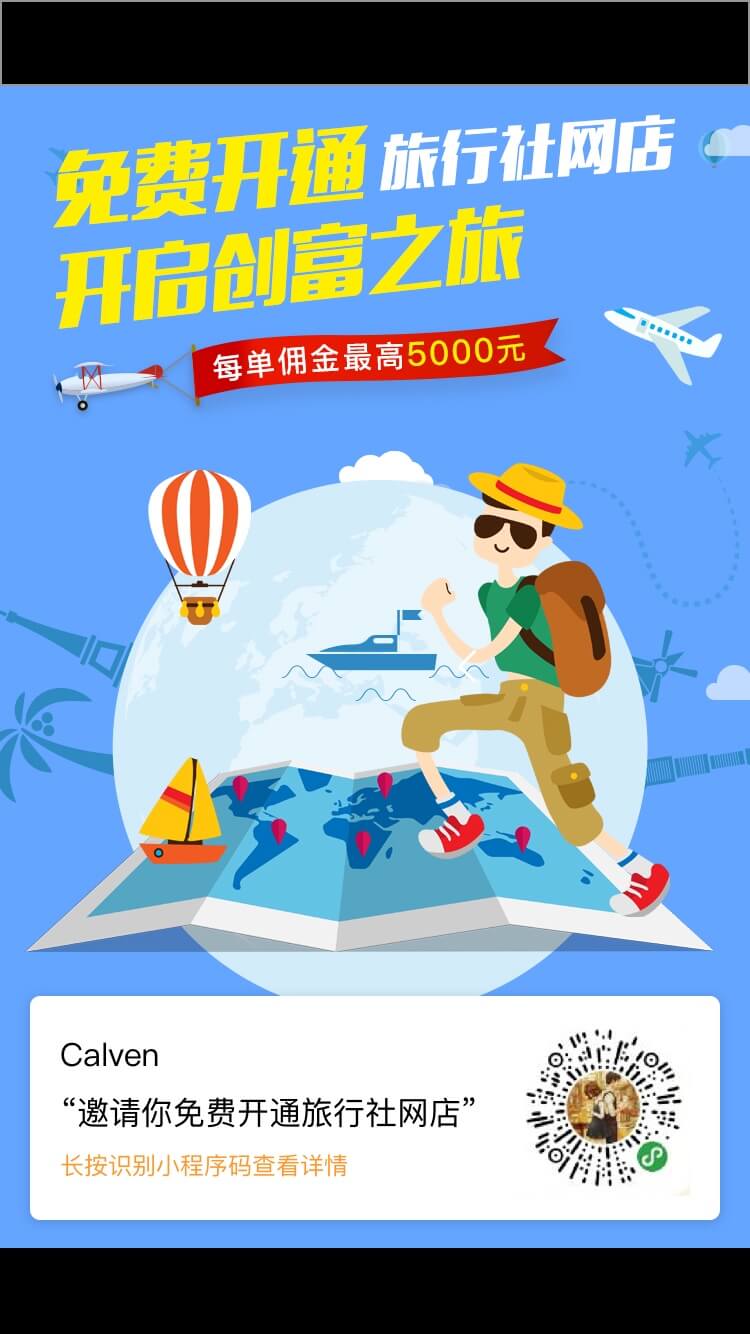 免费开通 旅行社网店
开启创富之旅
每单佣金最高5000元
Calven
“邀请你免费开通旅行社网店”
长按识别小程序码查看详情